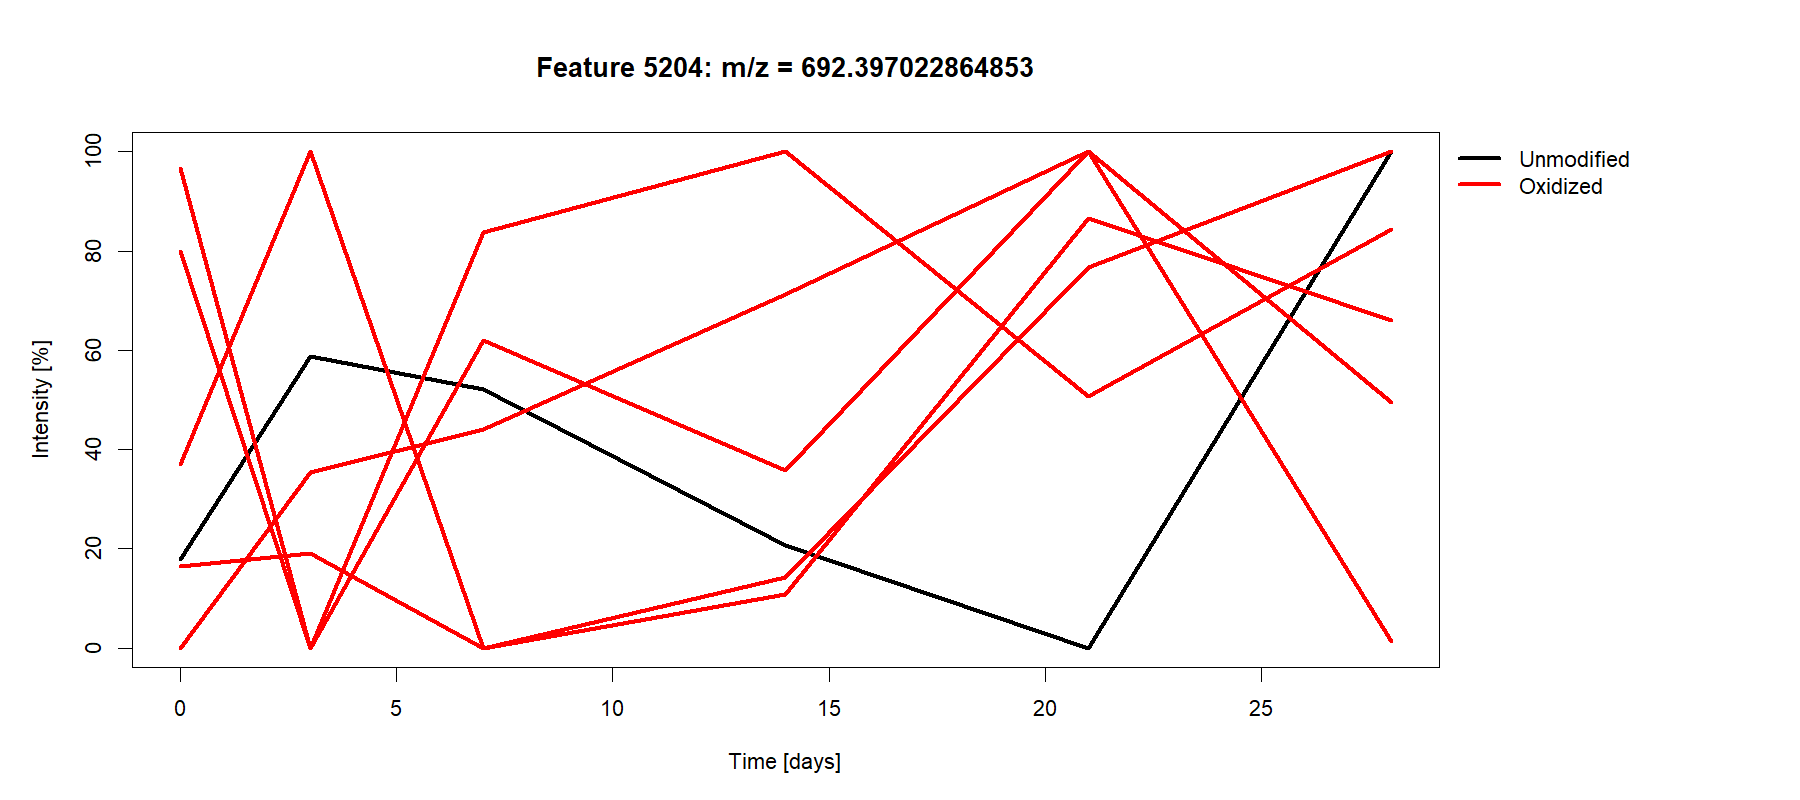 Feature 5204: m/z = 692.397022864853
Unmodified
Oxidized
Intensity [%]
100
80
60
40
20
0
0 5 10 15 20 25
Time [days]